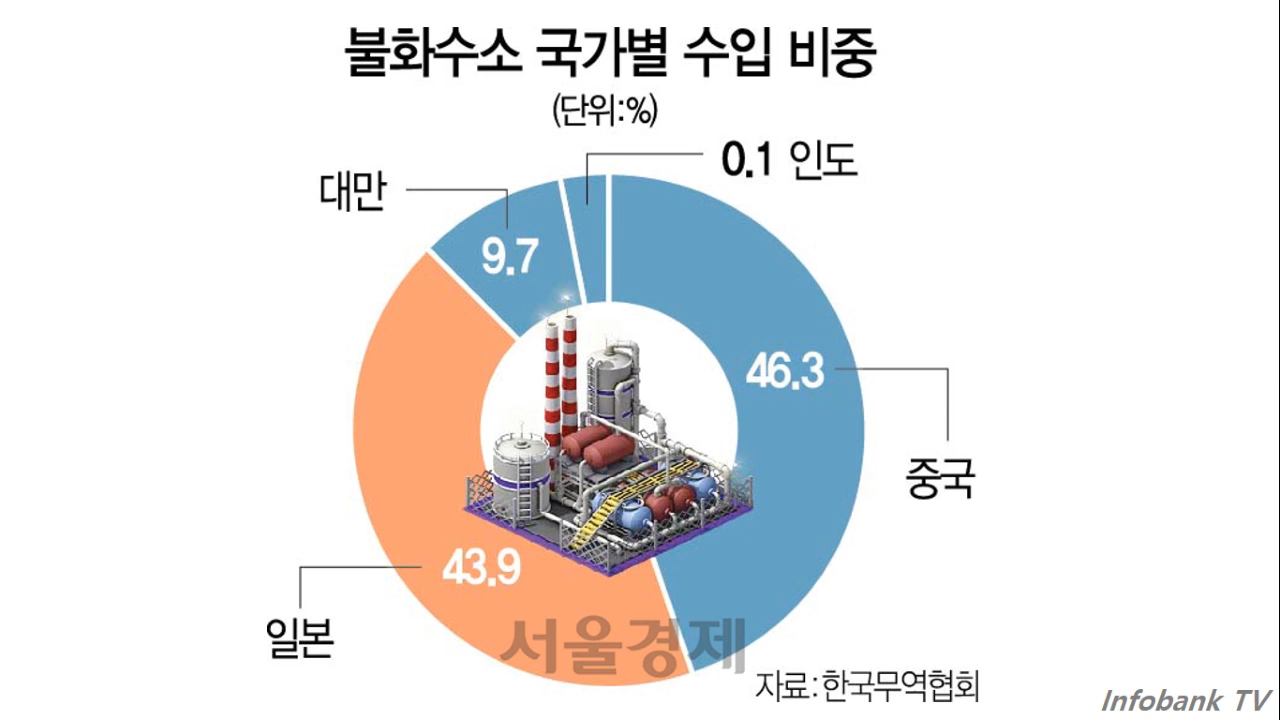 불화수소 국가별 수입 비중
(단위:%)
0.1 인도
대만
9.7
46.3
중국
43.9
일본
서울경제
자료:한국무역협회
Infobank TV